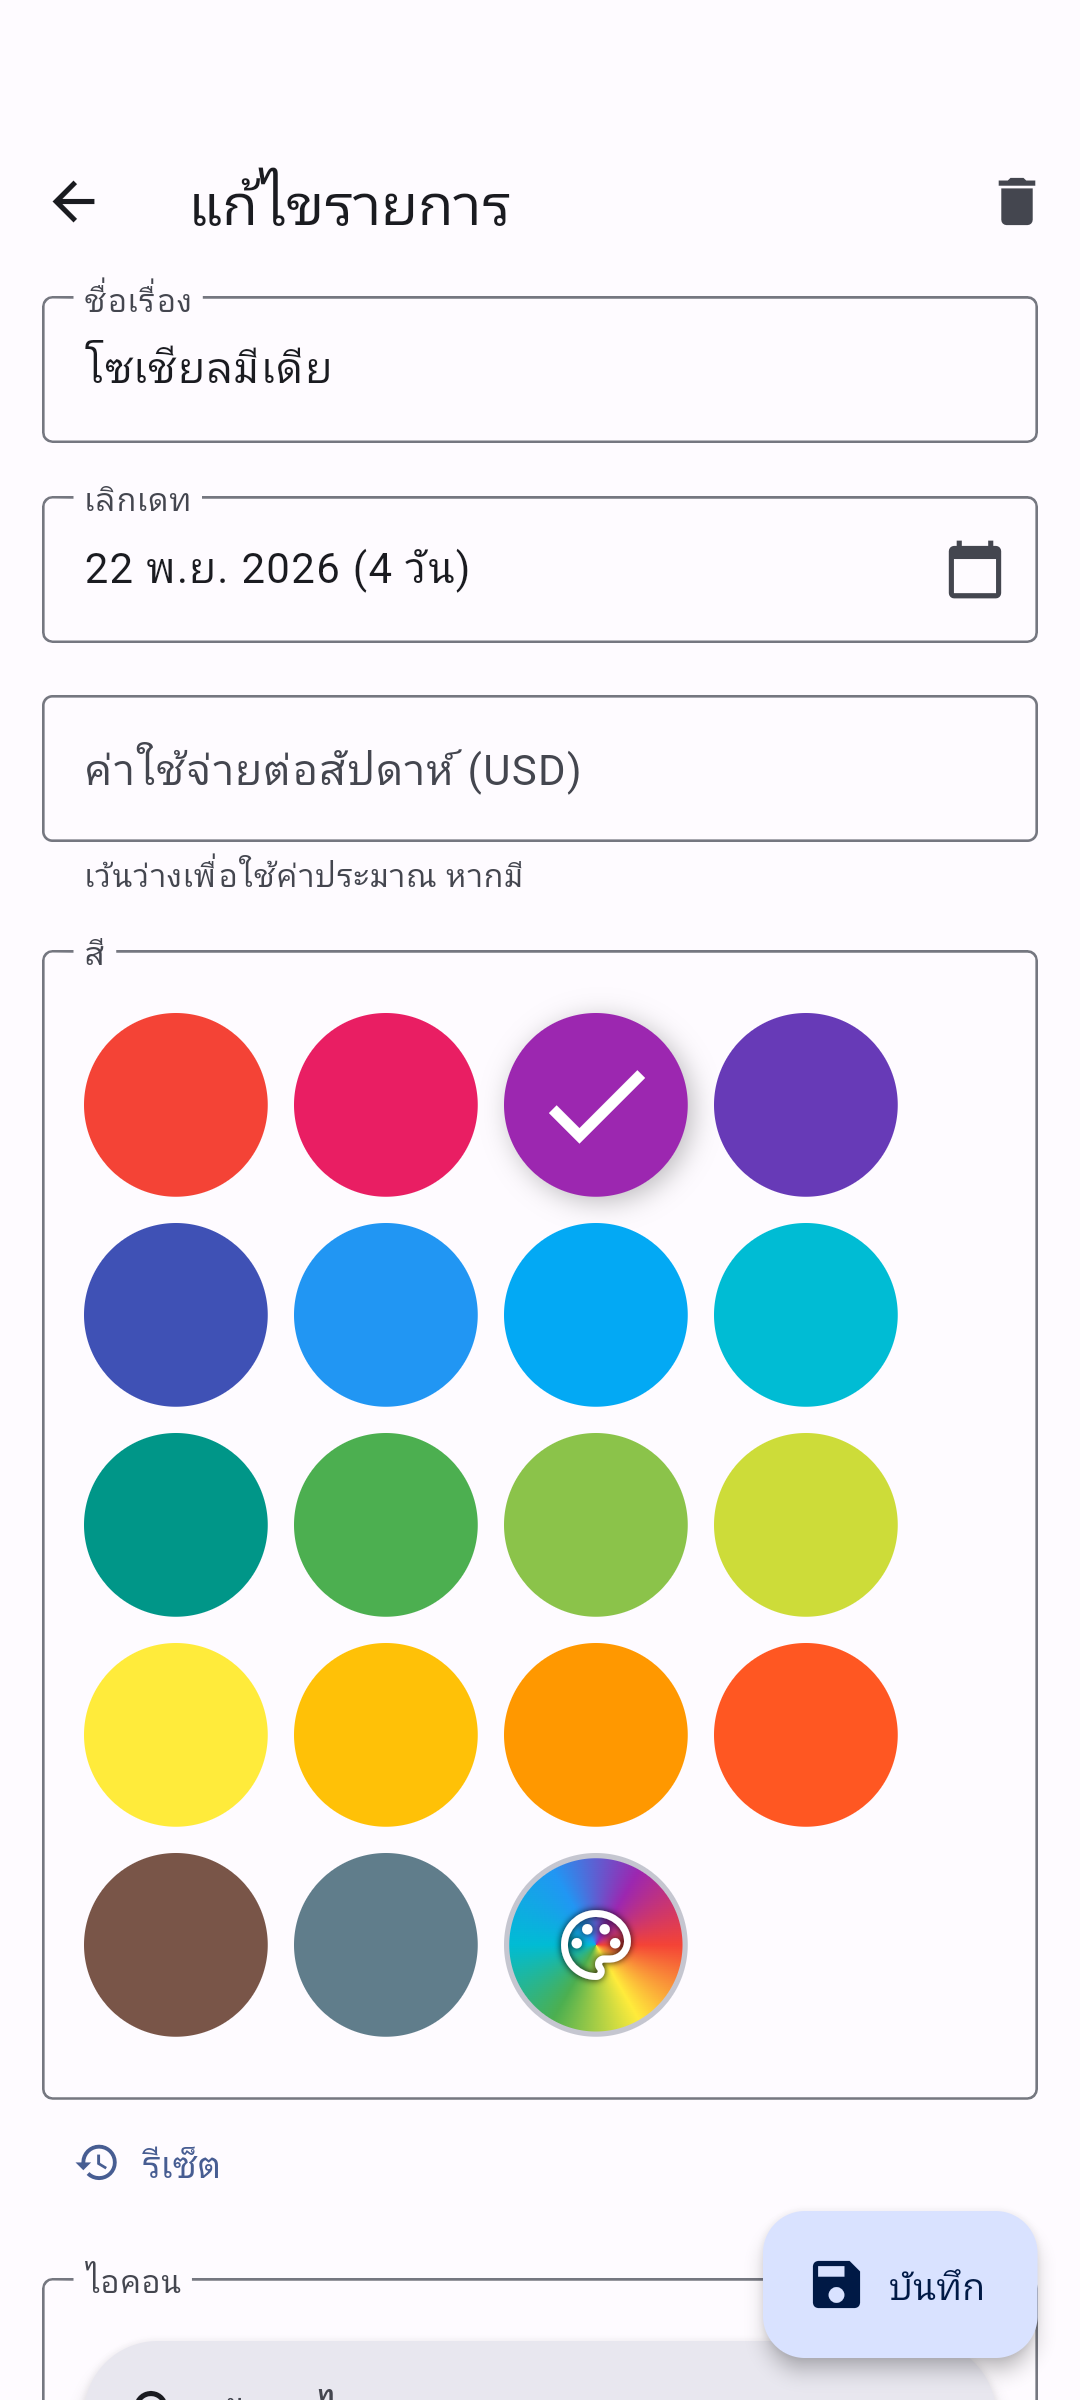 แก้ไขรายการ
ชื่อเรื่อง
โซเชียลมีเดีย
เลิกเดท
22 พ.ย. 2026 (4 วัน)
ค่าใช้จ่ายต่อสัปดาห์ (USD)
เว้นว่างเพื่อใช้ค่าประมาณ หากมี
สี
รีเซ็ต
บันทึก
ไอคอน